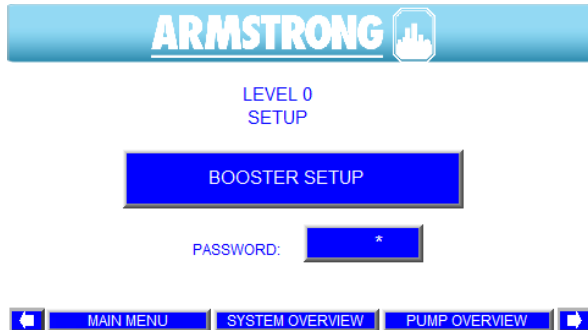 ARMSTRONG
LEVEL 0
SETUP
BOOSTER SETUP
PASSWORD: *
MAIN MENU SYSTEM OVERVIEW PUMP OVERVIEW